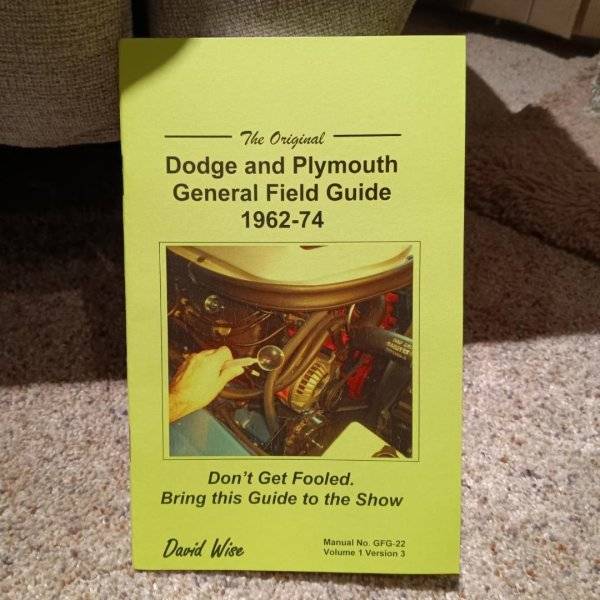 The Original
Dodge and Plymouth
General Field Guide
1962-74
Don't Get Fooled.
Bring this Guide to the Show
David Wise
Manual No. GFG-22
Volume 1 Version 3